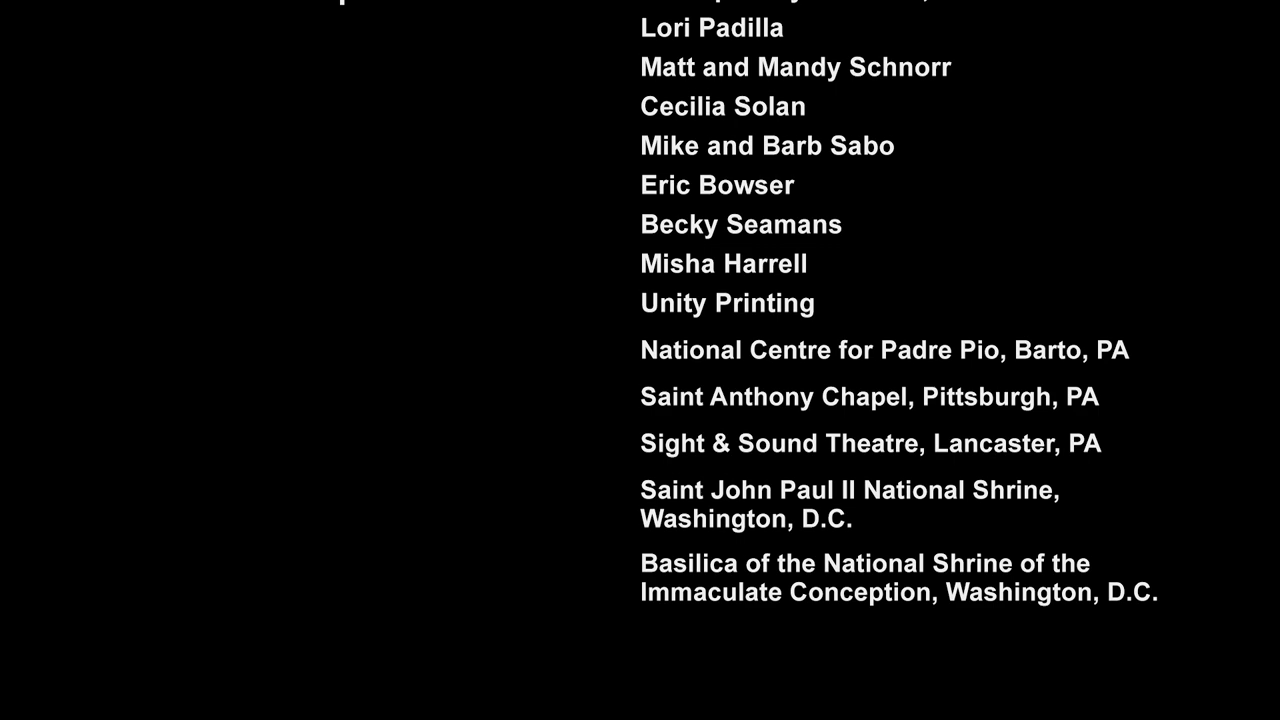 Lori Padilla
Matt and Mandy Schnorr
Cecilia Solan
Mike and Barb Sabo
Eric Bowser
Becky Seamans
Misha Harrell
Unity Printing
National Centre for Padre Pio, Barto, PA
Saint Anthony Chapel, Pittsburgh, PA
Sight & Sound Theatre, Lancaster, PA
Saint John Paul II National Shrine,
Washington, D.C.
Basilica of the National Shrine of the
Immaculate Conception, Washington, D.C.